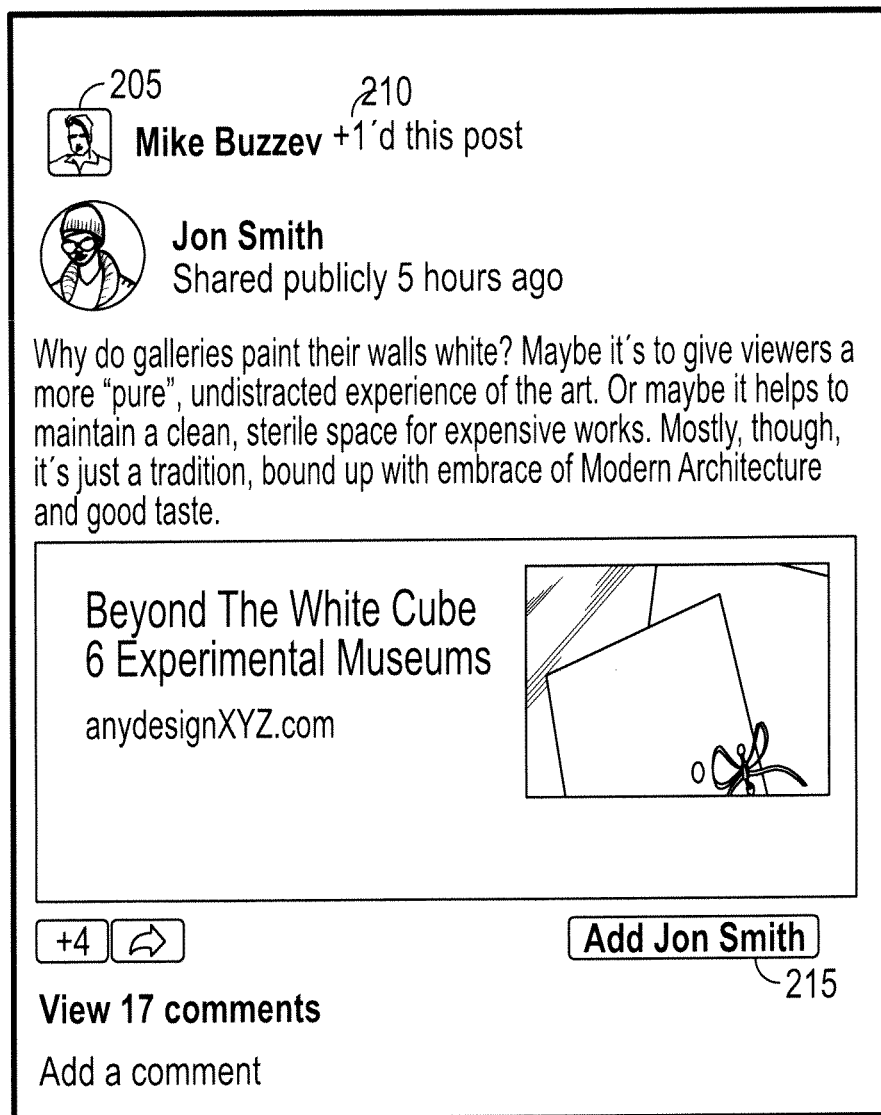 205
210
Mike Buzzev +1´d this post
Jon Smith
Shared publicly 5 hours ago
Why do galleries paint their walls white? Maybe it´s to give viewers a
more “pure”, undistracted experience of the art. Or maybe it helps to
maintain a clean, sterile space for expensive works. Mostly, though,
it´s just a tradition, bound up with embrace of Modern Architecture
and good taste.
Beyond The White Cube
6 Experimental Museums
anydesignXYZ.com
+4
Add Jon Smith
215
View 17 comments
Add a comment